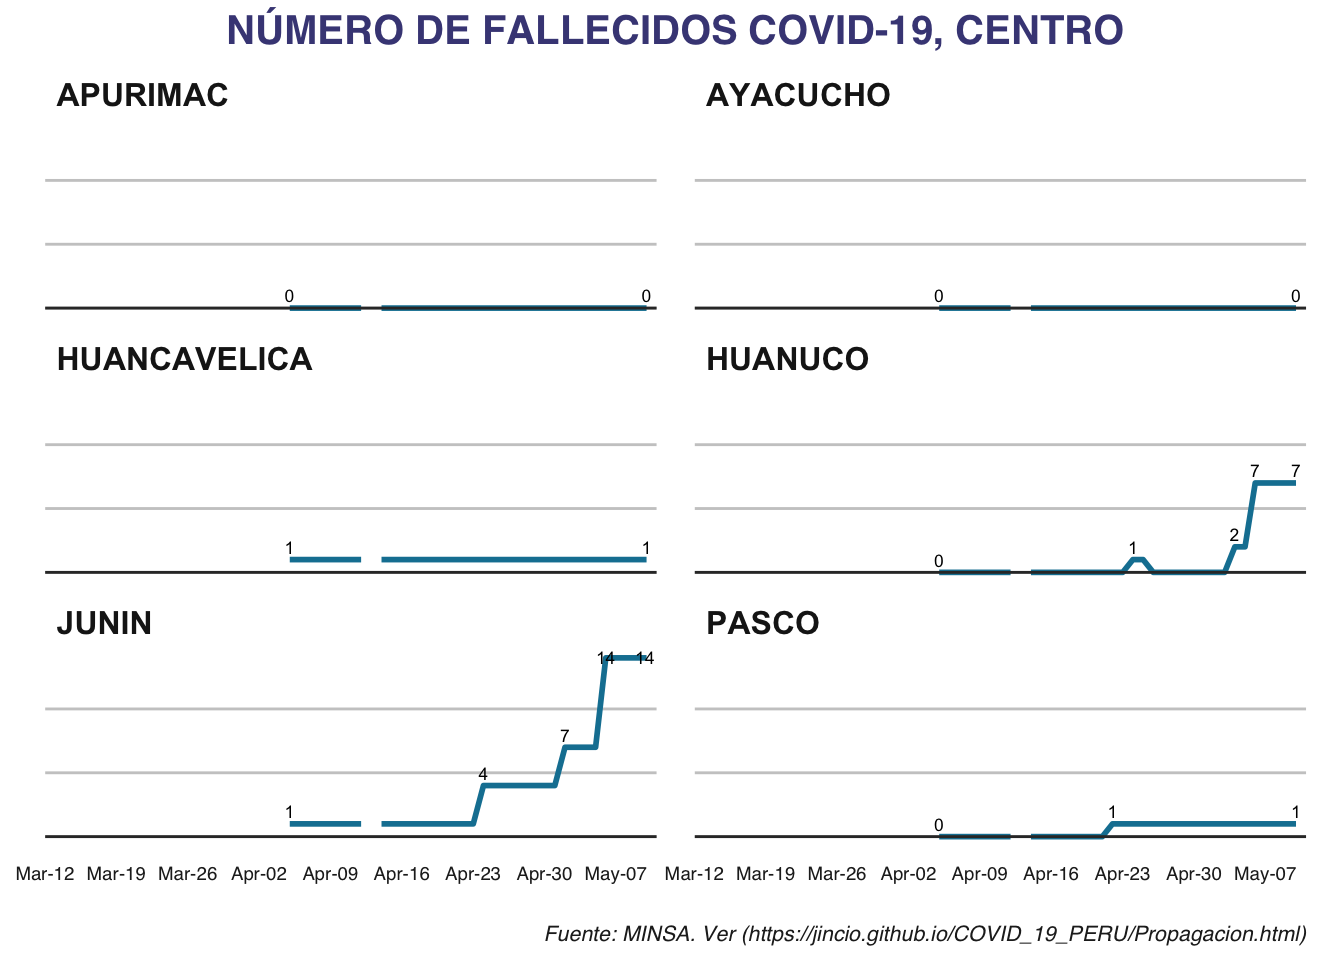 NÚMERO DE FALLECIDOS COVID-19, CENTRO
APURIMAC
AYACUCHO
0 0 0 0
HUANCAVELICA
HUANUCO
7 7
2
1 1 0 1
JUNIN
PASCO
14 14
7
4
1 0 1 1
Mar-12 Mar-19 Mar-26 Apr-02 Apr-09 Apr-16 Apr-23 Apr-30 May-07 Mar-12 Mar-19 Mar-26 Apr-02 Apr-09 Apr-16 Apr-23 Apr-30 May-07
Fuente: MINSA. Ver (https://jincio.github.io/COVID_19_PERU/Propagacion.html)